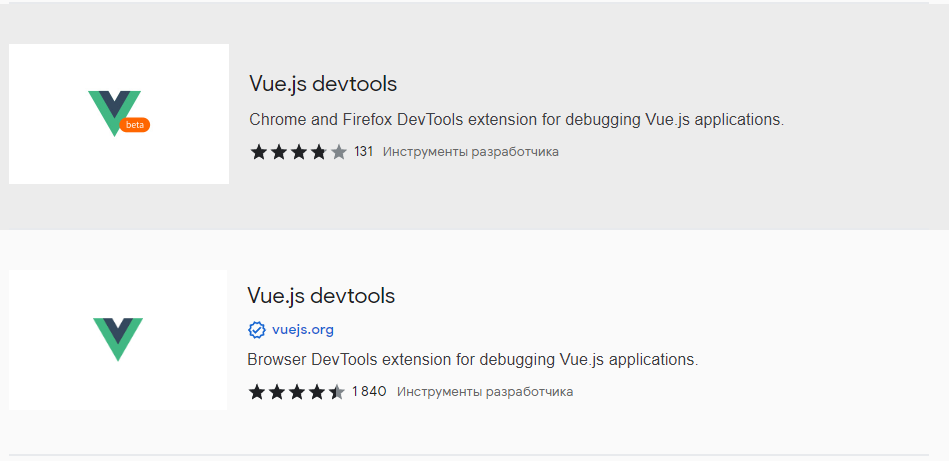 Vue.js devtools
beta
Chrome and Firefox DevTools extension for debugging Vue.js applications.
131 Инструменты разработчика
Vue.js devtools
vuejs.org
Browser DevTools extension for debugging Vue.js applications.
1 840 Инструменты разработчика